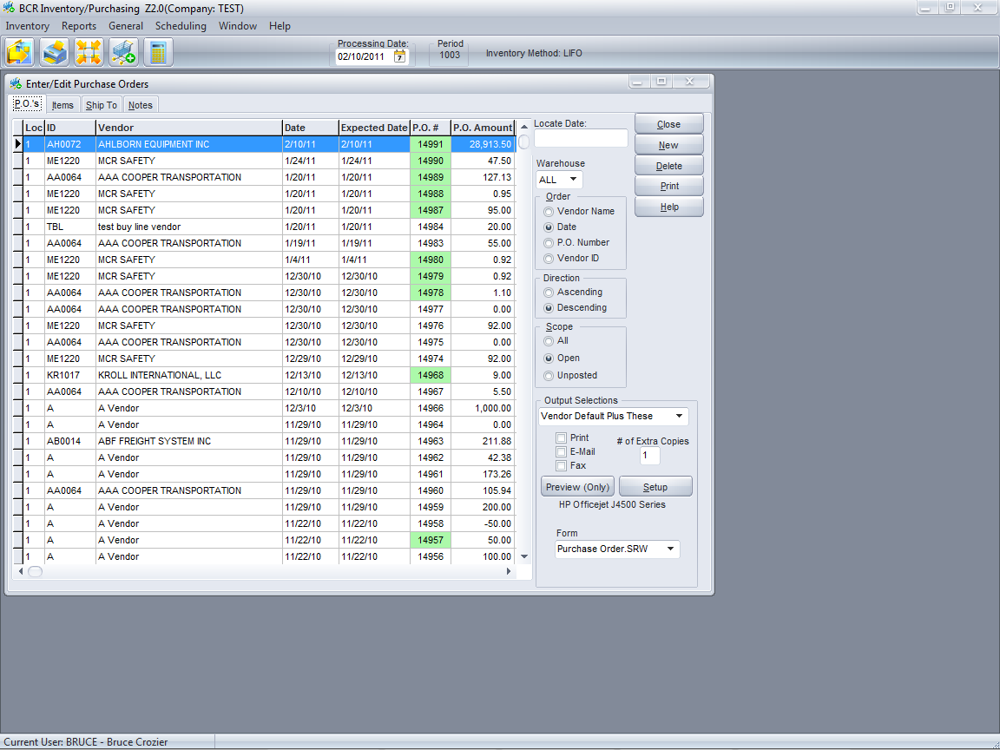 BCR Inventory/Purchasing Z2.0(Company: TEST)
Inventory Reports General Scheduling Window Help
Processing Date: Period
02/10/2011 7 1003 Inventory Method: LIFO
Enter/Edit Purchase Orders
P.O.'s Items Ship To Notes
Loc ID Vendor Date Expected Date P.O. # P.O. Amount
1 AH0072 AHLBORN EQUIPMENT INC 2/10/11 2/10/11 14991 28,913.50
1 ME1220 MCR SAFETY 1/24/11 1/24/11 14990 47.50
1 AA0064 AAA COOPER TRANSPORTATION 1/20/11 1/20/11 14989 127.13
1 ME1220 MCR SAFETY 1/20/11 1/20/11 14988 0.95
1 ME1220 MCR SAFETY 1/20/11 1/20/11 14987 95.00
1 TBL test buy line vendor 1/20/11 1/20/11 14984 20.00
1 AA0064 AAA COOPER TRANSPORTATION 1/19/11 1/19/11 14983 55.00
1 ME1220 MCR SAFETY 1/4/11 1/4/11 14980 0.92
1 ME1220 MCR SAFETY 12/30/10 12/30/10 14979 0.92
1 AA0064 AAA COOPER TRANSPORTATION 12/30/10 12/30/10 14978 1.10
1 AA0064 AAA COOPER TRANSPORTATION 12/30/10 12/30/10 14977 0.00
1 ME1220 MCR SAFETY 12/30/10 12/30/10 14976 92.00
1 AA0064 AAA COOPER TRANSPORTATION 12/30/10 12/30/10 14975 0.00
1 ME1220 MCR SAFETY 12/29/10 12/29/10 14974 92.00
1 KR1017 KROLL INTERNATIONAL, LLC 12/13/10 12/13/10 14968 9.00
1 AA0064 AAA COOPER TRANSPORTATION 12/10/10 12/10/10 14967 5.50
1 A A Vendor 12/3/10 12/3/10 14966 1,000.00
1 A A Vendor 11/29/10 11/29/10 14964 0.00
1 AB0014 ABF FREIGHT SYSTEM INC 11/29/10 11/29/10 14963 211.88
1 A A Vendor 11/29/10 11/29/10 14962 42.38
1 A A Vendor 11/29/10 11/29/10 14961 173.26
1 AA0064 AAA COOPER TRANSPORTATION 11/29/10 11/29/10 14960 105.94
1 A A Vendor 11/29/10 11/29/10 14959 200.00
1 A A Vendor 11/22/10 11/22/10 14958 -50.00
1 A A Vendor 11/22/10 11/22/10 14957 50.00
1 A A Vendor 11/22/10 11/22/10 14956 100.00
Locate Date:
Warehouse
ALL
Order
Vendor Name
Date
P.O. Number
Vendor ID
Direction
Ascending
Descending
Scope
All
Open
Unposted
Close
New
Delete
Print
Help
Output Selections
Vendor Default Plus These
Print
E-Mail
Fax
# of Extra Copies
1
Preview (Only) Setup
HP Officejet J4500 Series
Form
Purchase Order.SRW
Current User: BRUCE - Bruce Crozier